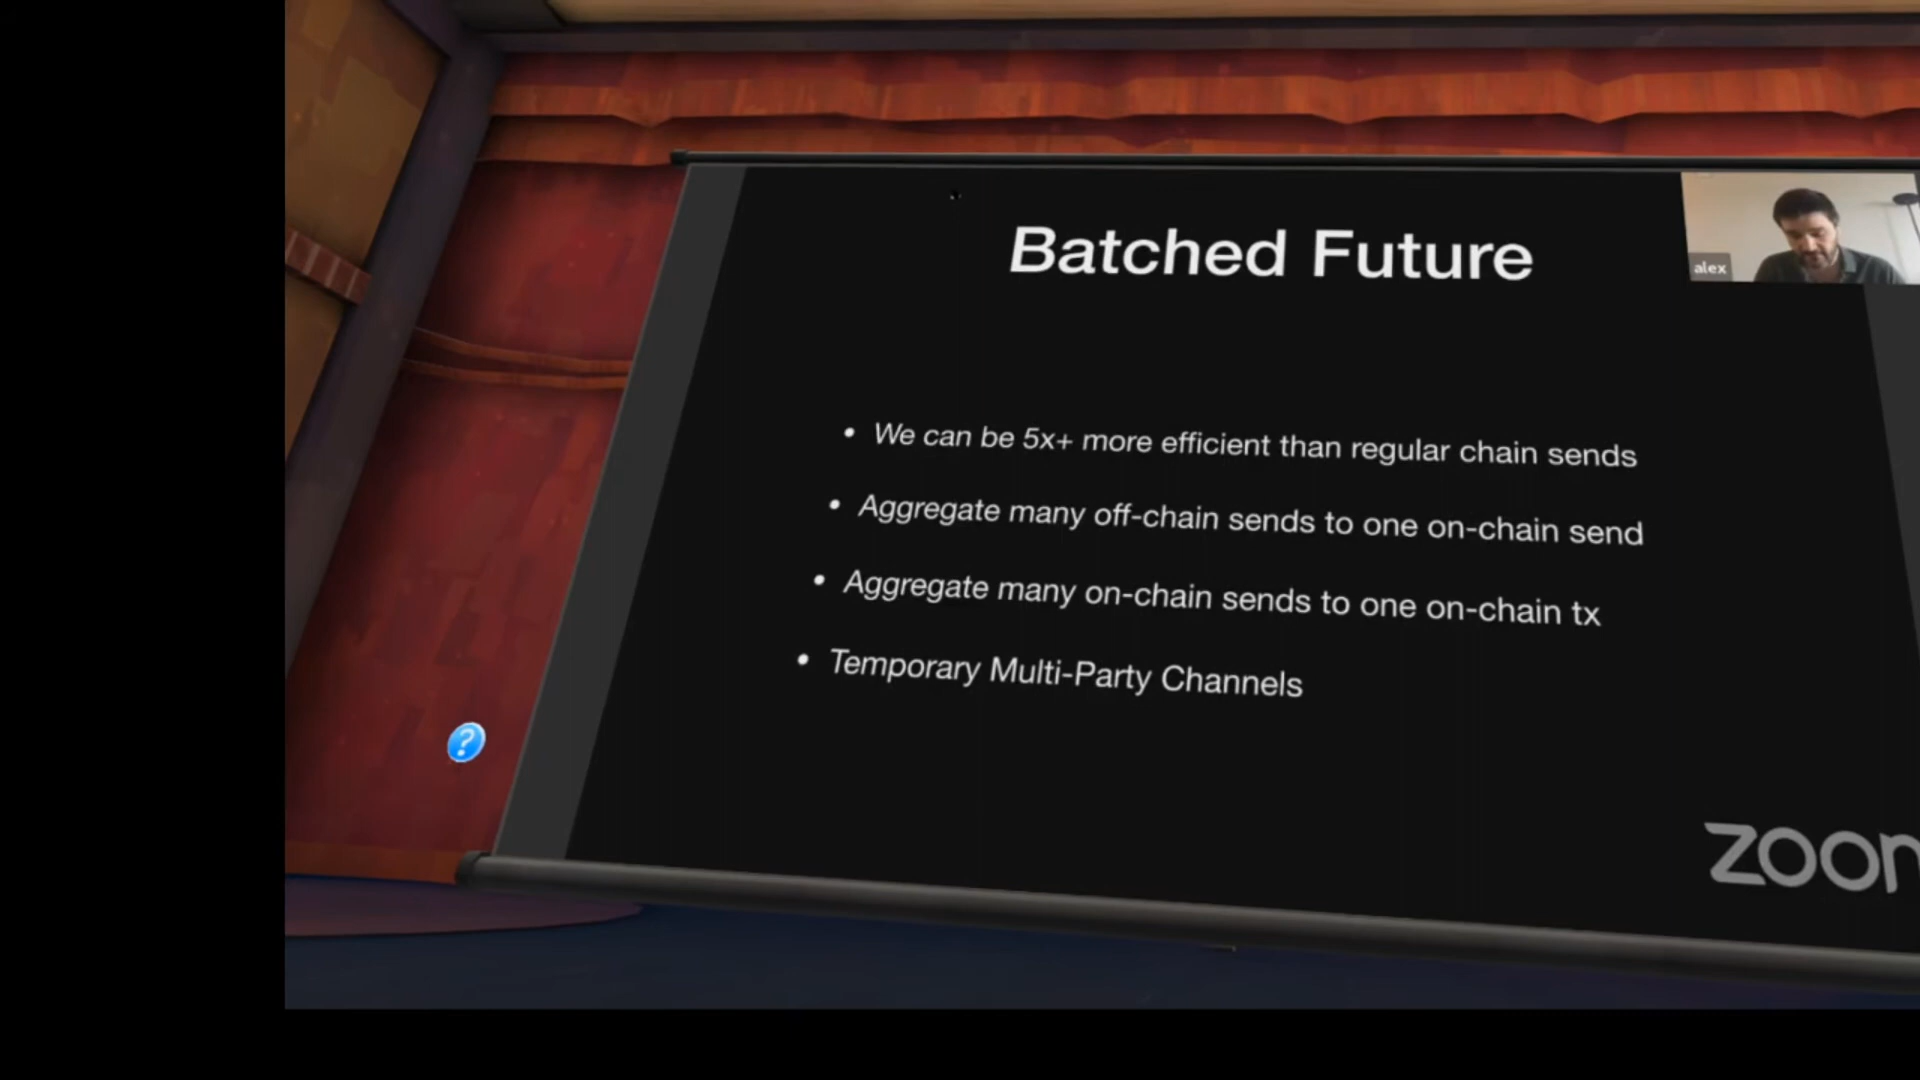 Batched Future
alex
• We can be 5x+ more efficient than regular chain sends
• Aggregate many off-chain sends to one on-chain send
• Aggregate many on-chain sends to one on-chain tx
• Temporary Multi-Party Channels
?